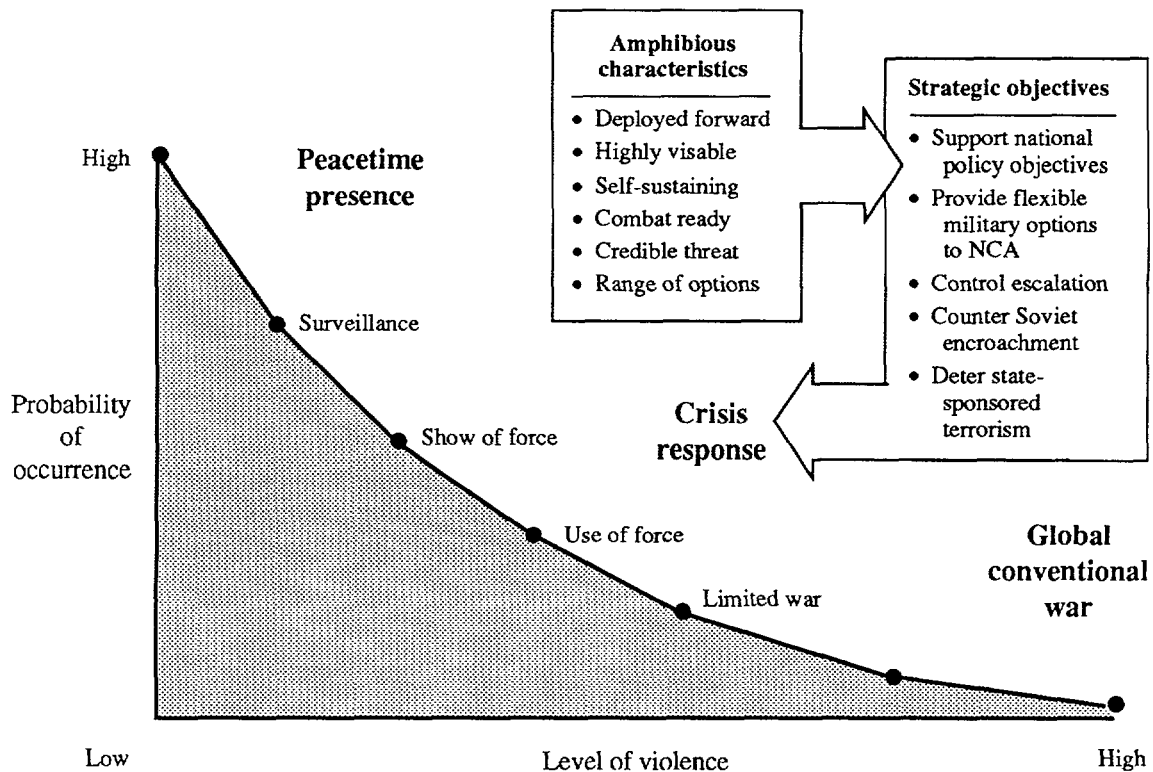 Amphibious
characteristics
• Deployed forward
• Highly visable
• Self-sustaining
• Combat ready
• Credible threat
• Range of options
Strategic objectives
• Support national
policy objectives
• Provide flexible
military options
to NCA
• Control escalation
• Counter Soviet
encroachment
• Deter state-
sponsored
terrorism
High
Peacetime
presence
Surveillance
Probability
of
occurrence
Show of force
Crisis
response
Use of force
Limited war
Global
conventional
war
Low
Level of violence
High